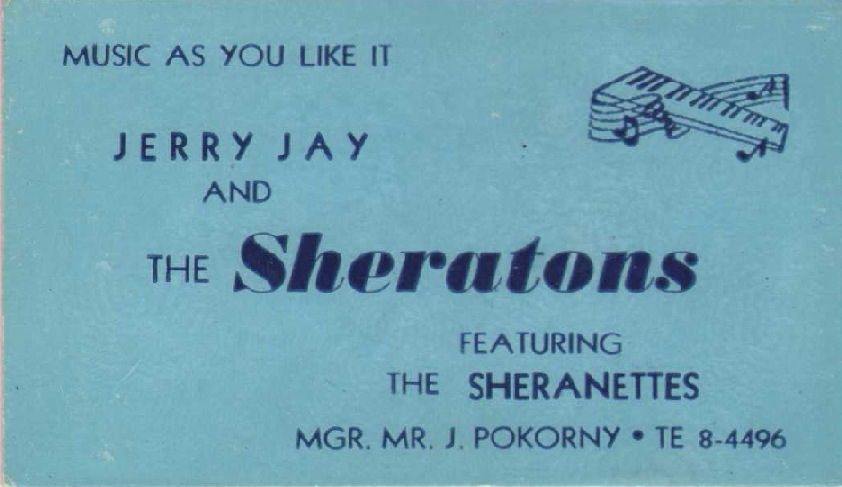 MUSIC AS YOU LIKE IT
JERRY JAY
AND
THE Sheratons
FEATURING
THE SHERANETTES
MGR. MR. J. POKORNY • TE 8-4496